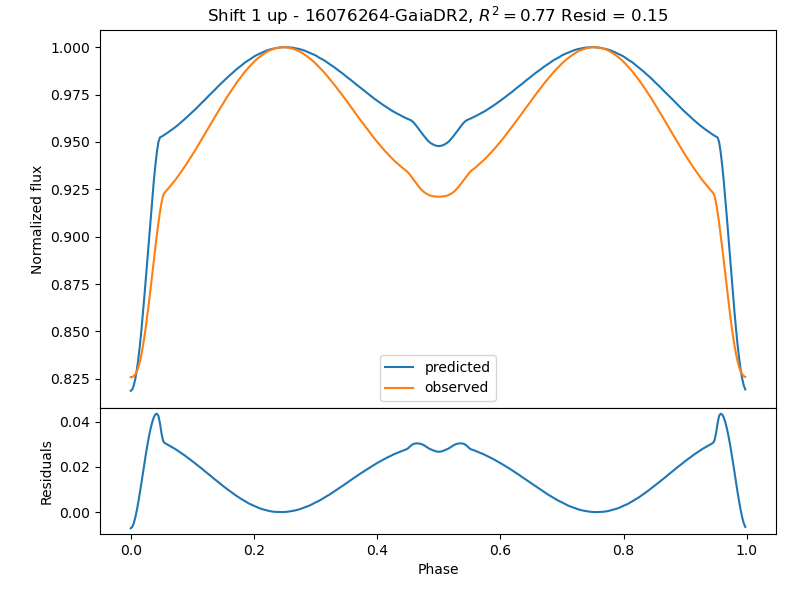 Shift 1 up - 16076264-GaiaDR2, R² = 0.77 Resid = 0.15
1.000
0.975
0.950
0.925
0.900
0.875
0.850
0.825
Normalized flux
predicted
observed
0.04
0.02
0.00
Residuals
0.0 0.2 0.4 0.6 0.8 1.0
Phase